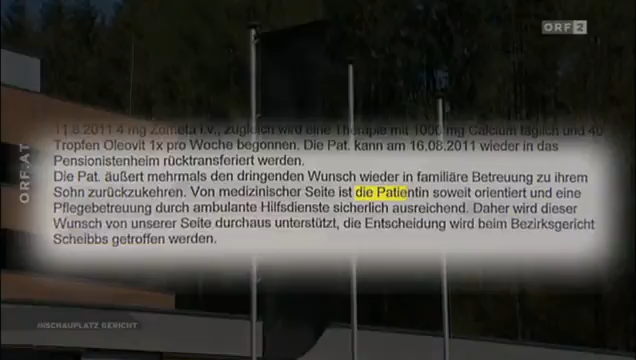 ORF 2
11.8.2011 4 mg Zometa i.v., zugleich wird eine Therapie mit 1000 mg Calcium täglich und 40
Tropfen Oleovit 1x pro Woche begonnen. Die Pat. kann am 16.08.2011 wieder in das
Pensionistenheim rücktransferiert werden.
Die Pat. äußert mehrmals den dringenden Wunsch wieder in familiäre Betreuung zu ihrem
Sohn zurückzukehren. Von medizinischer Seite ist die Patientin soweit orientiert und eine
Pflegebetreuung durch ambulante Hilfsdienste sicherlich ausreichend. Daher wird dieser
Wunsch von unserer Seite durchaus unterstützt, die Entscheidung wird beim Bezirksgericht
Scheibbs getroffen werden.
ORF.AT
#SCHAUPLATZ GERICHT